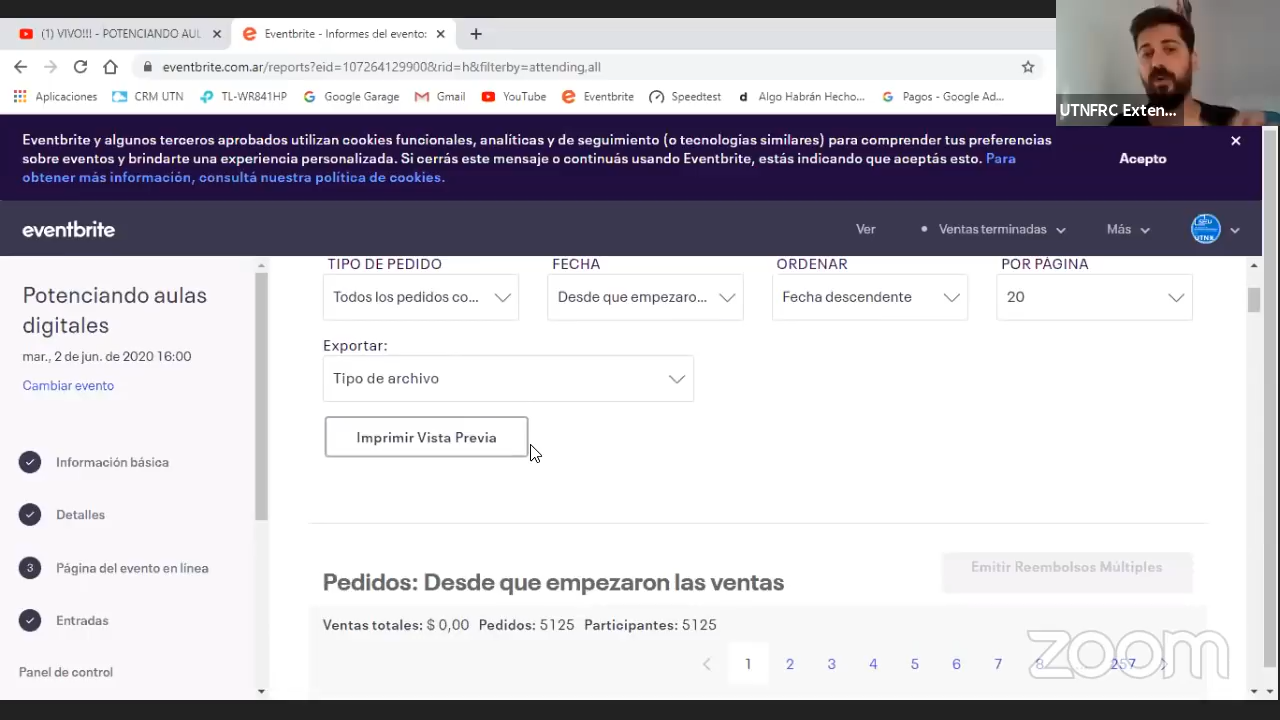 (1) VIVO!!! - POTENCIANDO AUL
Eventbrite - Informes del evento:
eventbrite.com.ar/reports?eid=107264129900&rid=h&filterby=attending,all
Aplicaciones
CRM UTN
TL-WR841HP
Google Garage
Gmail
YouTube
Eventbrite
Speedtest
Algo Habrán Hecho...
Pagos - Google Ad...
UTNFRC Exten...
Eventbrite y algunos terceros aprobados utilizan cookies funcionales, analíticas y de seguimiento (o tecnologías similares) para comprender tus preferencias
sobre eventos y brindarte una experiencia personalizada. Si cerrás este mensaje o continuás usando Eventbrite, estás indicando que aceptás esto. Para
obtener más información, consultá nuestra política de cookies.
Acepto
eventbrite
Ver
Ventas terminadas
Más
Potenciando aulas
digitales
mar., 2 de jun. de 2020 16:00
Cambiar evento
Información básica
Detalles
3 Página del evento en línea
Entradas
Panel de control
TIPO DE PEDIDO
FECHA
ORDENAR
POR PÁGINA
Todos los pedidos co...
Desde que empezaro...
Fecha descendente
20
Exportar:
Tipo de archivo
Imprimir Vista Previa
Emitir Reembolsos Múltiples
Pedidos: Desde que empezaron las ventas
Ventas totales: $ 0,00 Pedidos: 5125 Participantes: 5125
1 2 3 4 5 6 7 8 ... 257
zoom